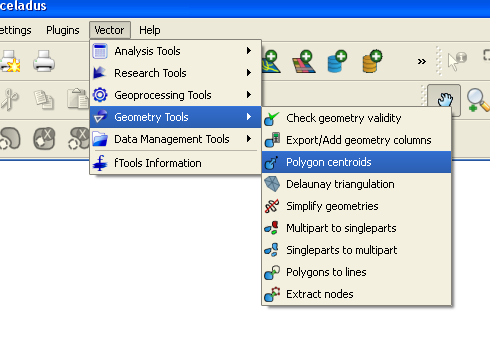 celadus
ettings Plugins Vector Help
Analysis Tools
Research Tools
Geoprocessing Tools
Geometry Tools
Data Management Tools
fTools Information
Check geometry validity
Export/Add geometry columns
Polygon centroids
Delaunay triangulation
Simplify geometries
Multipart to singleparts
Singleparts to multipart
Polygons to lines
Extract nodes